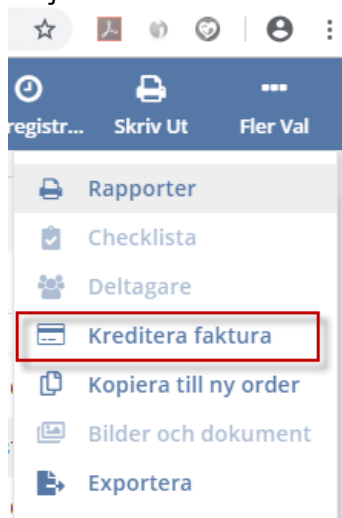 registr... Skriv Ut Fler Val
Rapporter
Checklista
Deltagare
Kreditera faktura
Kopiera till ny order
Bilder och dokument
Exportera